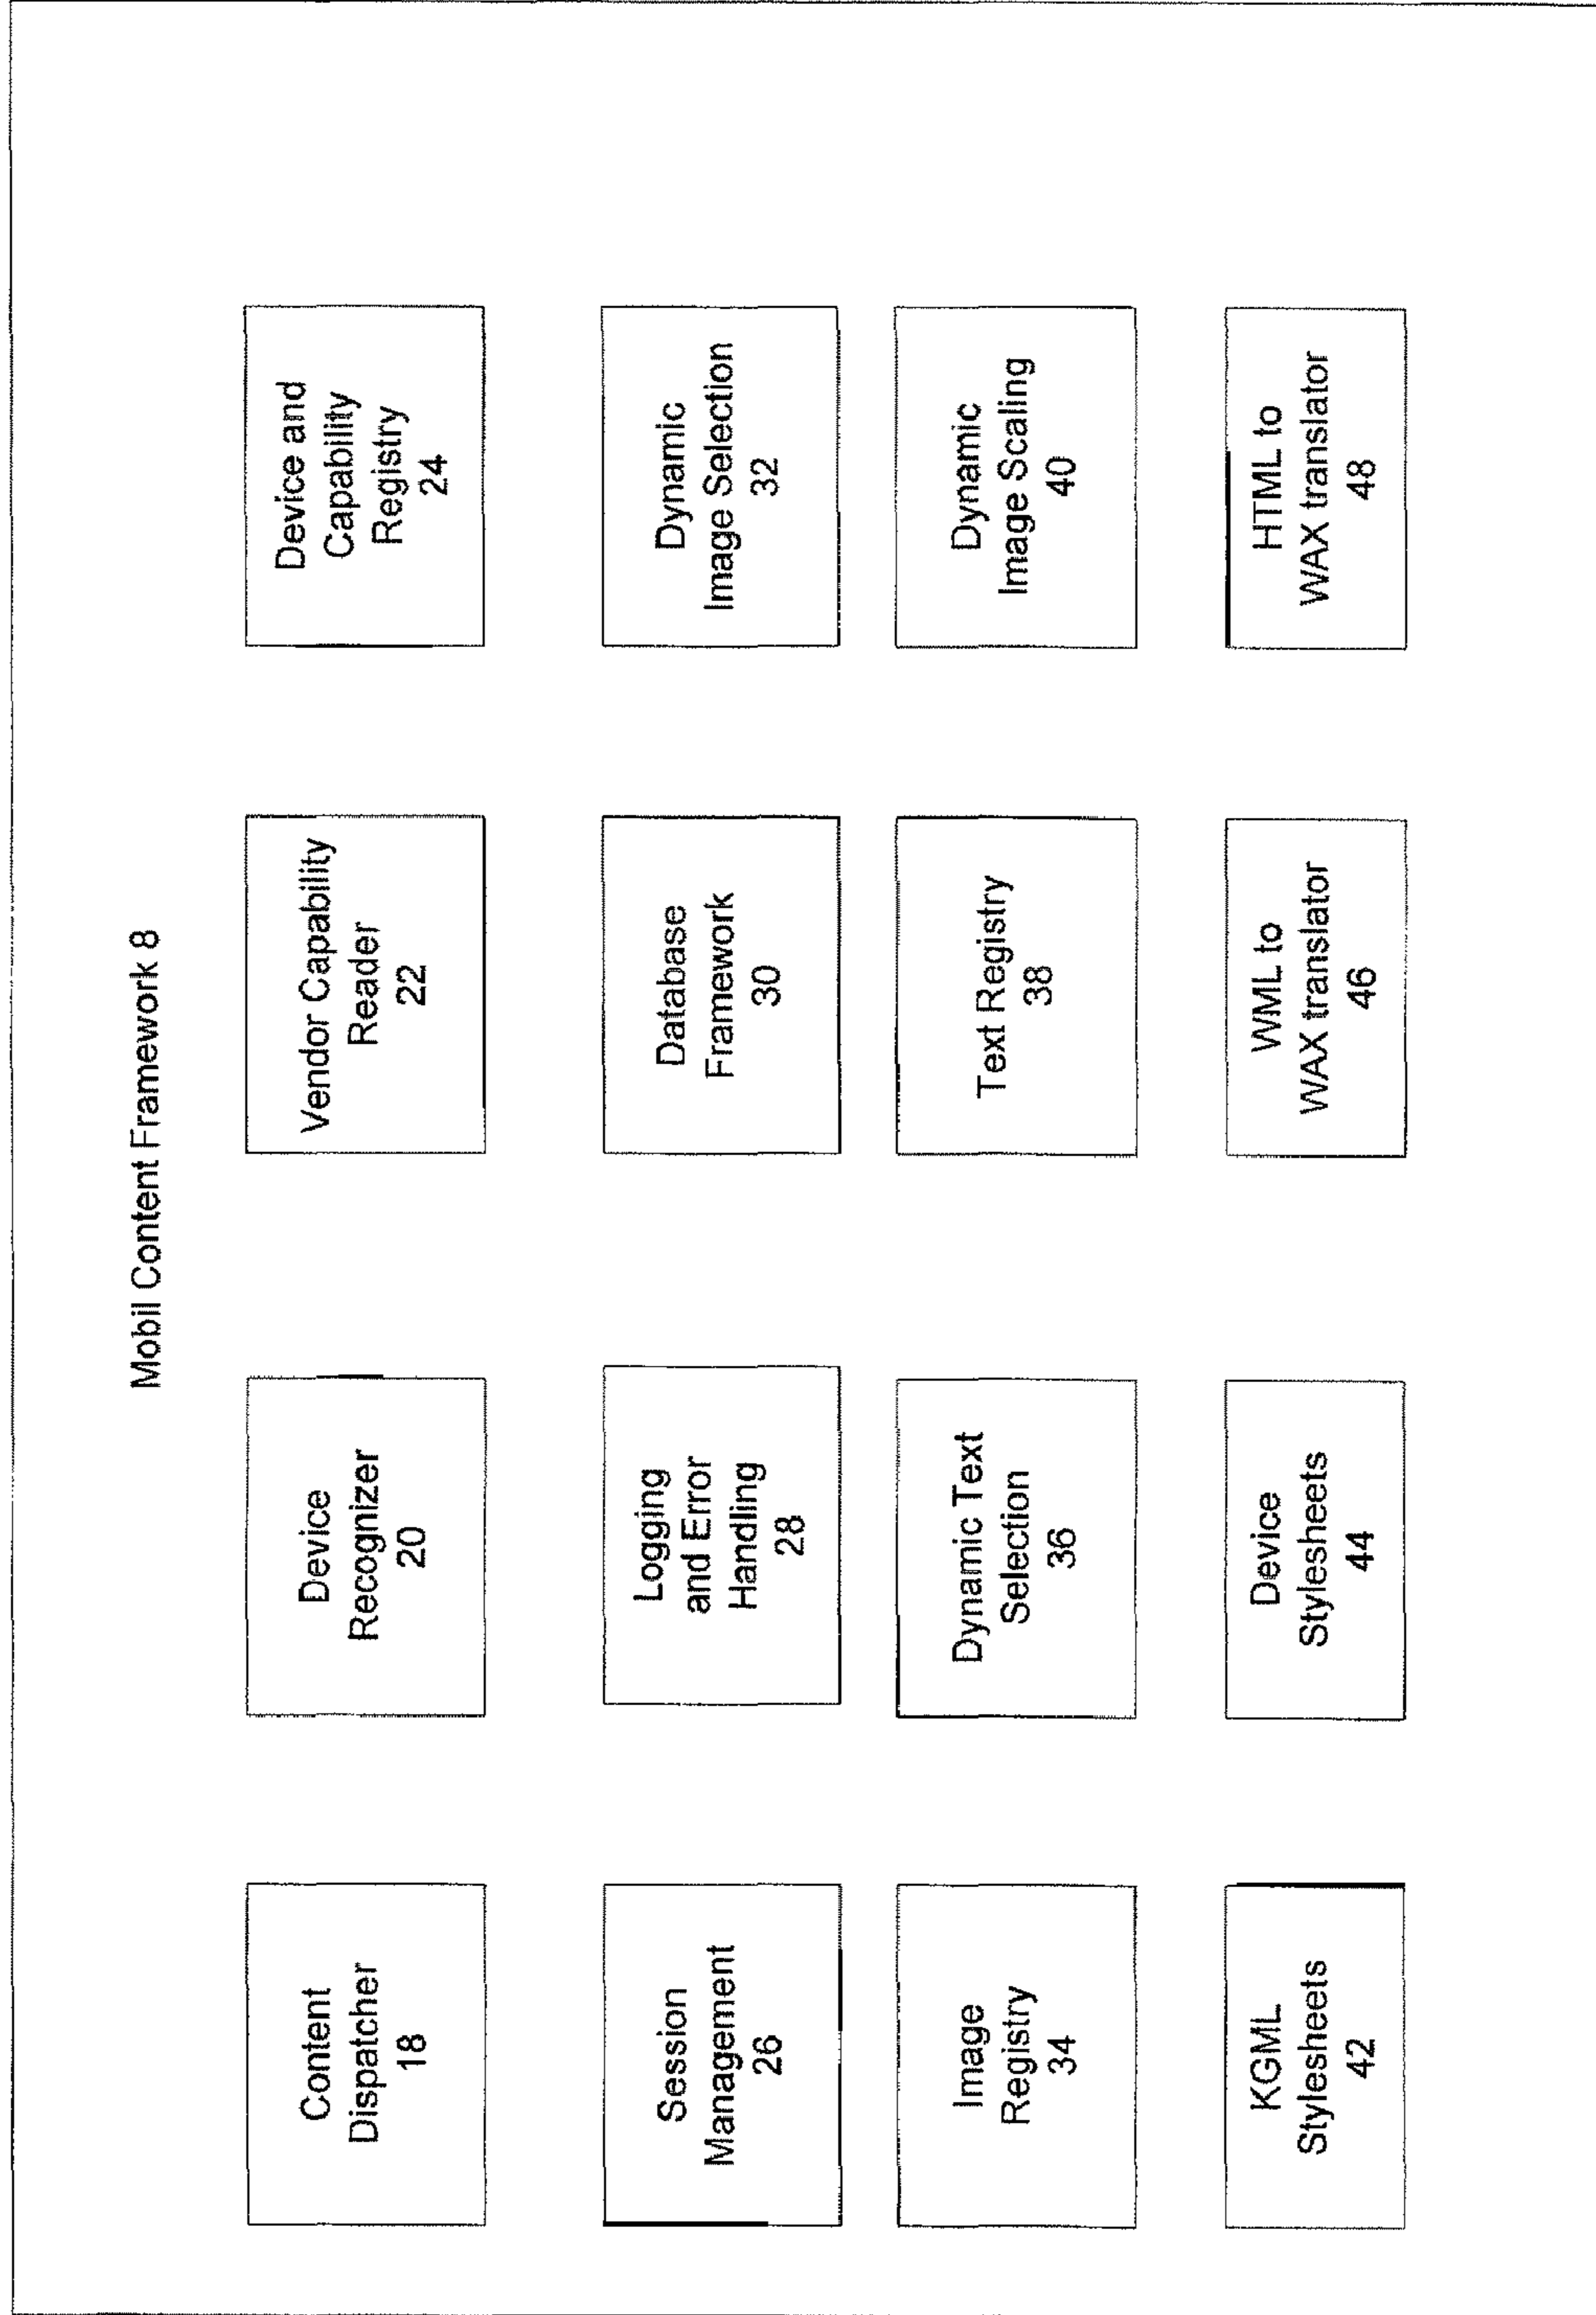 Mobil Content Framework 8
Content
Dispatcher
18
Device
Recognizer
20
Vendor Capability
Reader
22
Device and
Capability
Registry
24
Session
Management
26
Logging
and Error
Handling
28
Database
Framework
30
Dynamic
Image Selection
32
Image
Registry
34
Dynamic Text
Selection
36
Text Registry
38
Dynamic
Image Scaling
40
KGML
Stylesheets
42
Device
Stylesheets
44
WML to
WAX translator
46
HTML to
WAX translator
48